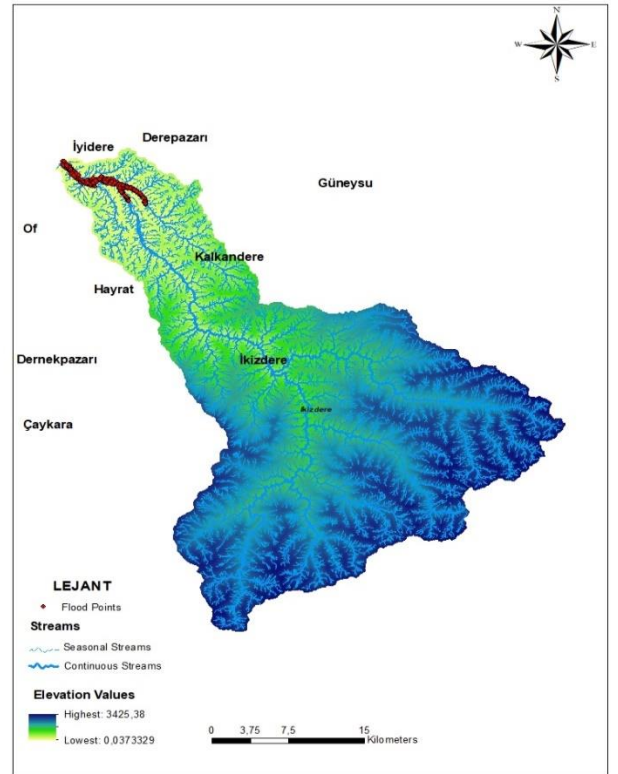 N
W E
S
Derepazarı
İyidere
Güneysu
Of
Kalkandere
Hayrat
Dernekpazarı
İkizdere
İkizdere
Çaykara
LEJANT
Flood Points
Streams
Seasonal Streams
Continuous Streams
Elevation Values
Highest: 3425,38
Lowest: 0,0373329
0 3,75 7,5 15
Kilometers